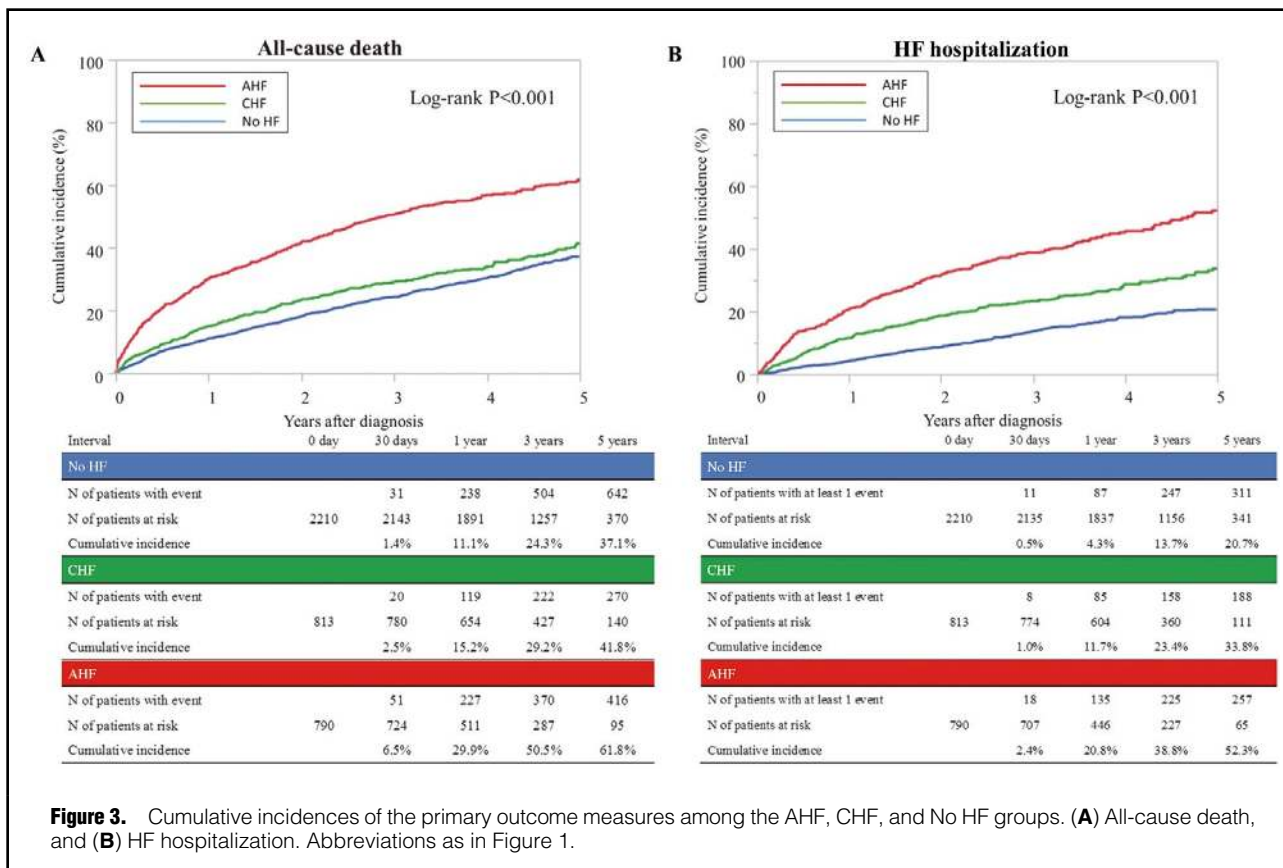 A
All-cause death
100
80
60
40
20
0
Cumulative incidence (%)
AHF
CHF
No HF
Log-rank P<0.001
0 1 2 3 4 5
Years after diagnosis
Interval 0 day 30 days 1 year 3 years 5 years
No HF
N of patients with event 31 238 504 642
N of patients at risk 2210 2143 1891 1257 370
Cumulative incidence 1.4% 11.1% 24.3% 37.1%
CHF
N of patients with event 20 119 222 270
N of patients at risk 813 780 654 427 140
Cumulative incidence 2.5% 15.2% 29.2% 41.8%
AHF
N of patients with event 51 227 370 416
N of patients at risk 790 724 511 287 95
Cumulative incidence 6.5% 29.9% 50.5% 61.8%
B
HF hospitalization
100
80
60
40
20
0
Cumulative incidence (%)
AHF
CHF
No HF
Log-rank P<0.001
0 1 2 3 4 5
Years after diagnosis
Interval 0 day 30 days 1 year 3 years 5 years
No HF
N of patients with at least 1 event 11 87 247 311
N of patients at risk 2210 2135 1837 1156 341
Cumulative incidence 0.5% 4.3% 13.7% 20.7%
CHF
N of patients with at least 1 event 8 85 158 188
N of patients at risk 813 774 604 360 111
Cumulative incidence 1.0% 11.7% 23.4% 33.8%
AHF
N of patients with at least 1 event 18 135 225 257
N of patients at risk 790 707 446 227 65
Cumulative incidence 2.4% 20.8% 38.8% 52.3%
Figure 3. Cumulative incidences of the primary outcome measures among the AHF, CHF, and No HF groups. (A) All-cause death,
and (B) HF hospitalization. Abbreviations as in Figure 1.